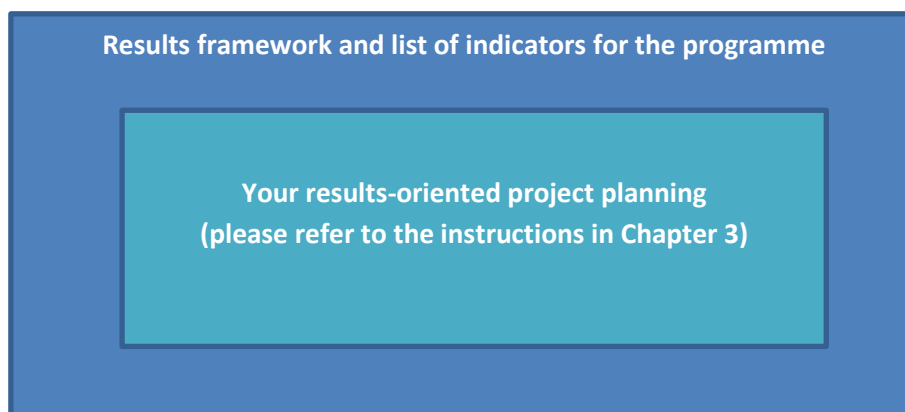 Results framework and list of indicators for the programme
Your results-oriented project planning
(please refer to the instructions in Chapter 3)